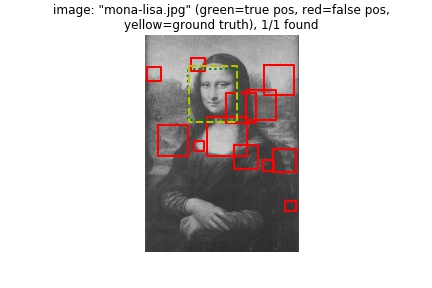 image: "mona-lisa.jpg" (green=true pos, red=false pos,
yellow=ground truth), 1/1 found